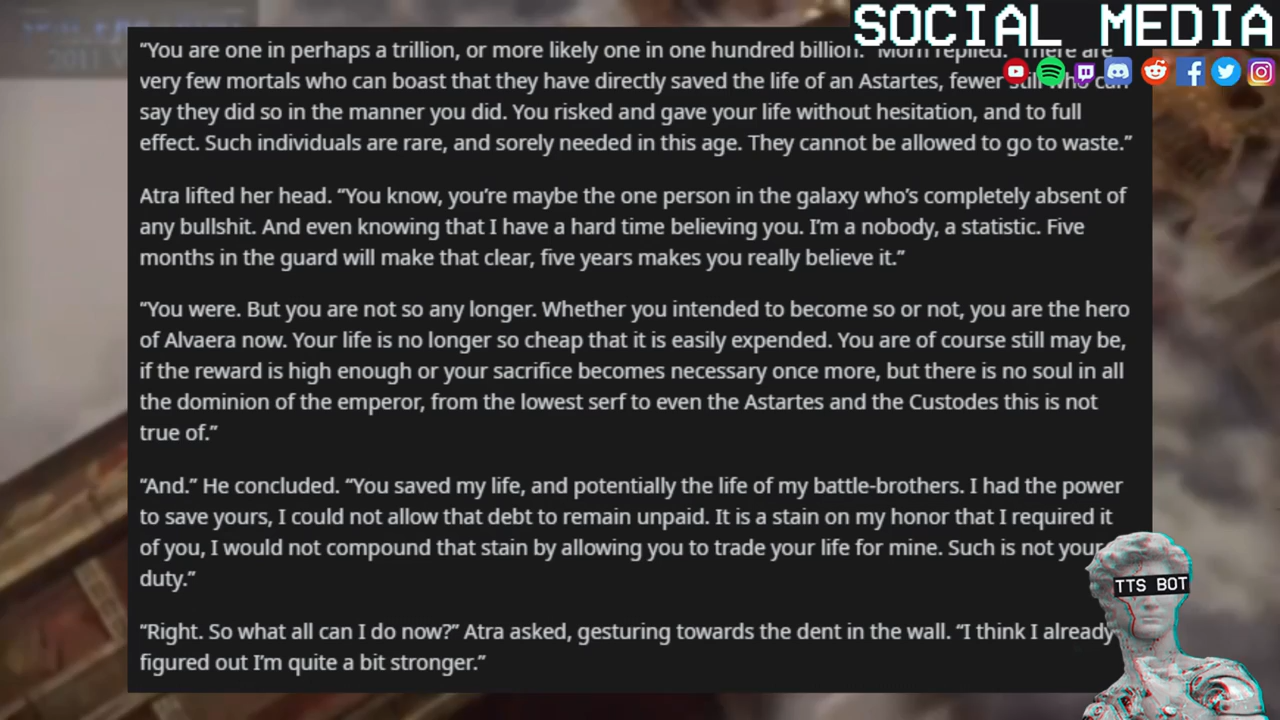 SOCIAL MEDIA
“You are one in perhaps a trillion, or more likely one in one hundred billion.” Morn replied. “There are
very few mortals who can boast that they have directly saved the life of an Astartes, fewer still who can
say they did so in the manner you did. You risked and gave your life without hesitation, and to full
effect. Such individuals are rare, and sorely needed in this age. They cannot be allowed to go to waste.”
Atra lifted her head. “You know, you’re maybe the one person in the galaxy who’s completely absent of
any bullshit. And even knowing that I have a hard time believing you. I’m a nobody, a statistic. Five
months in the guard will make that clear, five years makes you really believe it.”
“You were. But you are not so any longer. Whether you intended to become so or not, you are the hero
of Alvaera now. Your life is no longer so cheap that it is easily expended. You are of course still may be,
if the reward is high enough or your sacrifice becomes necessary once more, but there is no soul in all
the dominion of the emperor, from the lowest serf to even the Astartes and the Custodes this is not
true of.”
“And.” He concluded. “You saved my life, and potentially the life of my battle-brothers. I had the power
to save yours, I could not allow that debt to remain unpaid. It is a stain on my honor that I required it
of you, I would not compound that stain by allowing you to trade your life for mine. Such is not your
duty.”
TTS BOT
“Right. So what all can I do now?” Atra asked, gesturing towards the dent in the wall. “I think I already
figured out I’m quite a bit stronger.”